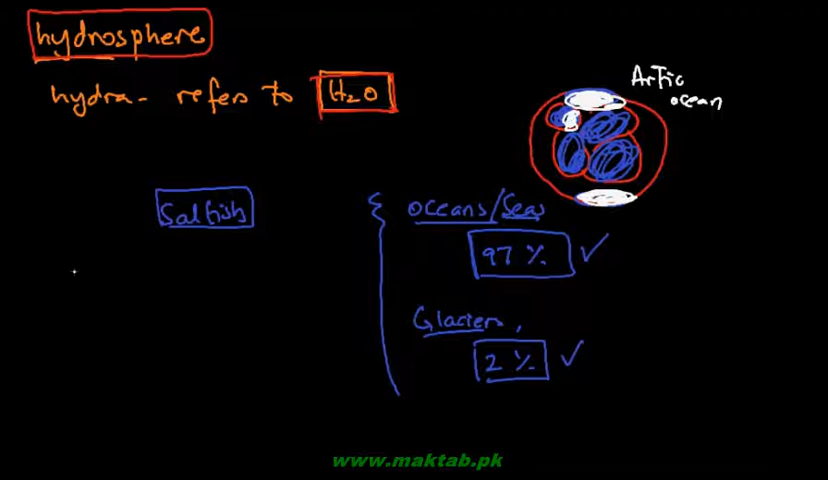 hydrosphere
hydra- refers to H₂O
Artic
ocean
Saltish
oceans/Seas
97 %
Glaciers,
2 %
www.maktab.pk